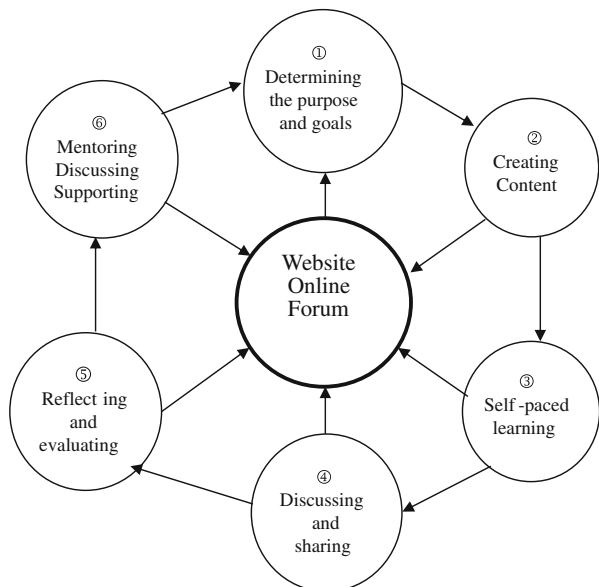 ①
Determining
the purpose
and goals
②
Creating
Content
③
Self -paced
learning
④
Discussing
and
sharing
⑤
Reflect ing
and
evaluating
⑥
Mentoring
Discussing
Supporting
Website
Online
Forum